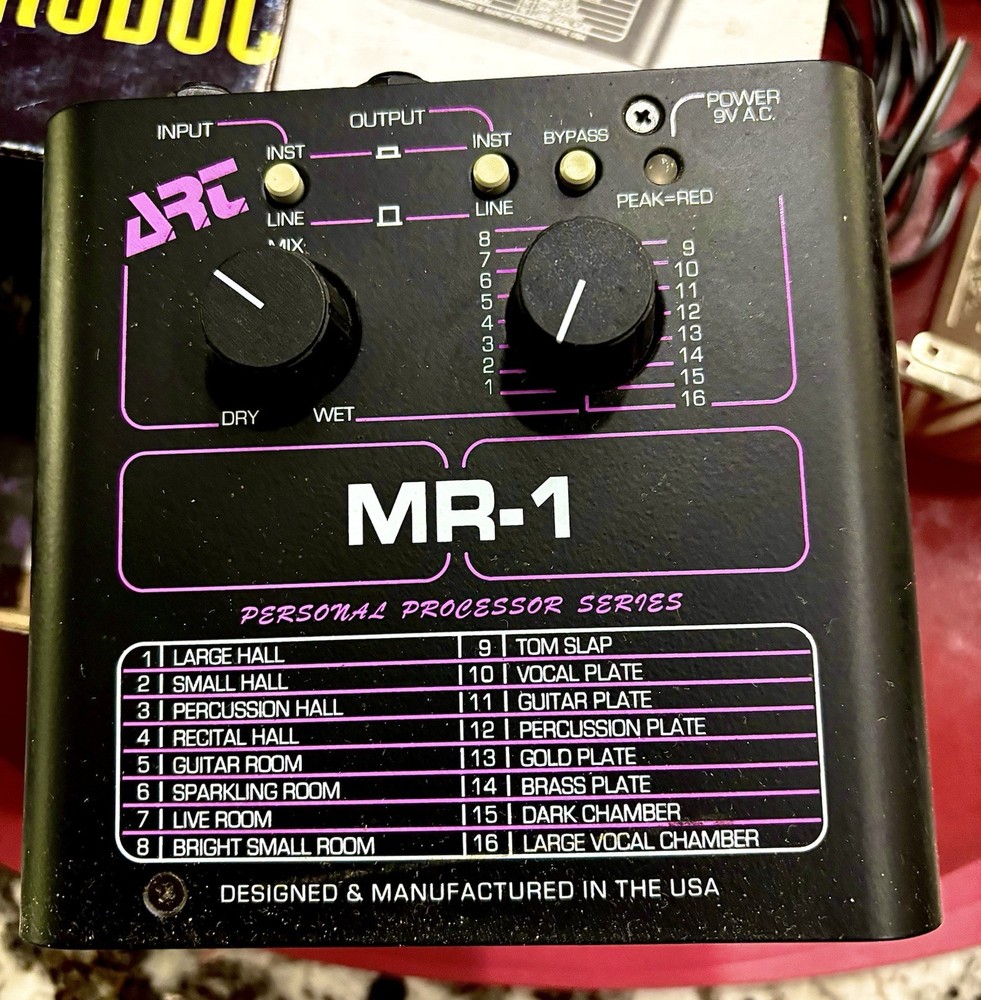 & MANUFACTURED IN THE USA
POWER
9V A.C.
INPUT
OUTPUT
INST
INST
BYPASS
ART
LINE
LINE
PEAK=RED
MIX
8
7
6
5
4
3
2
1
9
10
11
12
13
14
15
16
DRY WET
MR-1
PERSONAL PROCESSOR SERIES
1 LARGE HALL 9 TOM SLAP
2 SMALL HALL 10 VOCAL PLATE
3 PERCUSSION HALL 11 GUITAR PLATE
4 RECITAL HALL 12 PERCUSSION PLATE
5 GUITAR ROOM 13 GOLD PLATE
6 SPARKLING ROOM 14 BRASS PLATE
7 LIVE ROOM 15 DARK CHAMBER
8 BRIGHT SMALL ROOM 16 LARGE VOCAL CHAMBER
DESIGNED & MANUFACTURED IN THE USA